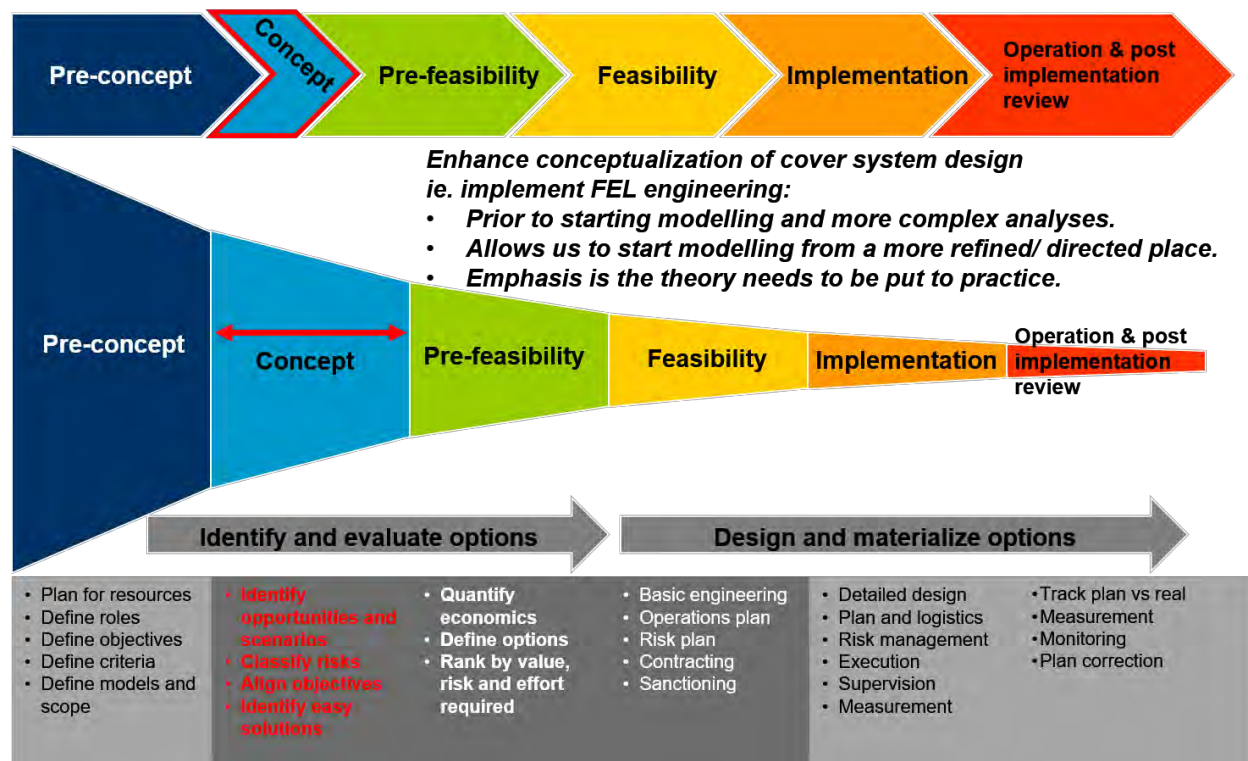 Pre-concept
Concept
Pre-feasibility
Feasibility
Implementation
Operation & post
implementation
review
Enhance conceptualization of cover system design
ie. implement FEL engineering:
• Prior to starting modelling and more complex analyses.
• Allows us to start modelling from a more refined/ directed place.
• Emphasis is the theory needs to be put to practice.
Pre-concept
Concept
Pre-feasibility
Feasibility
Implementation
Operation & post
implementation
review
Identify and evaluate options
Design and materialize options
• Plan for resources
• Define roles
• Define objectives
• Define criteria
• Define models and
scope
• Identify
opportunities and
scenarios
• Classify risks
• Align objectives
• Identify easy
solutions
• Quantify
economics
• Define options
• Rank by value,
risk and effort
required
• Basic engineering
• Operations plan
• Risk plan
• Contracting
• Sanctioning
• Detailed design
• Plan and logistics
• Risk management
• Execution
• Supervision
• Measurement
•Track plan vs real
•Measurement
•Monitoring
•Plan correction